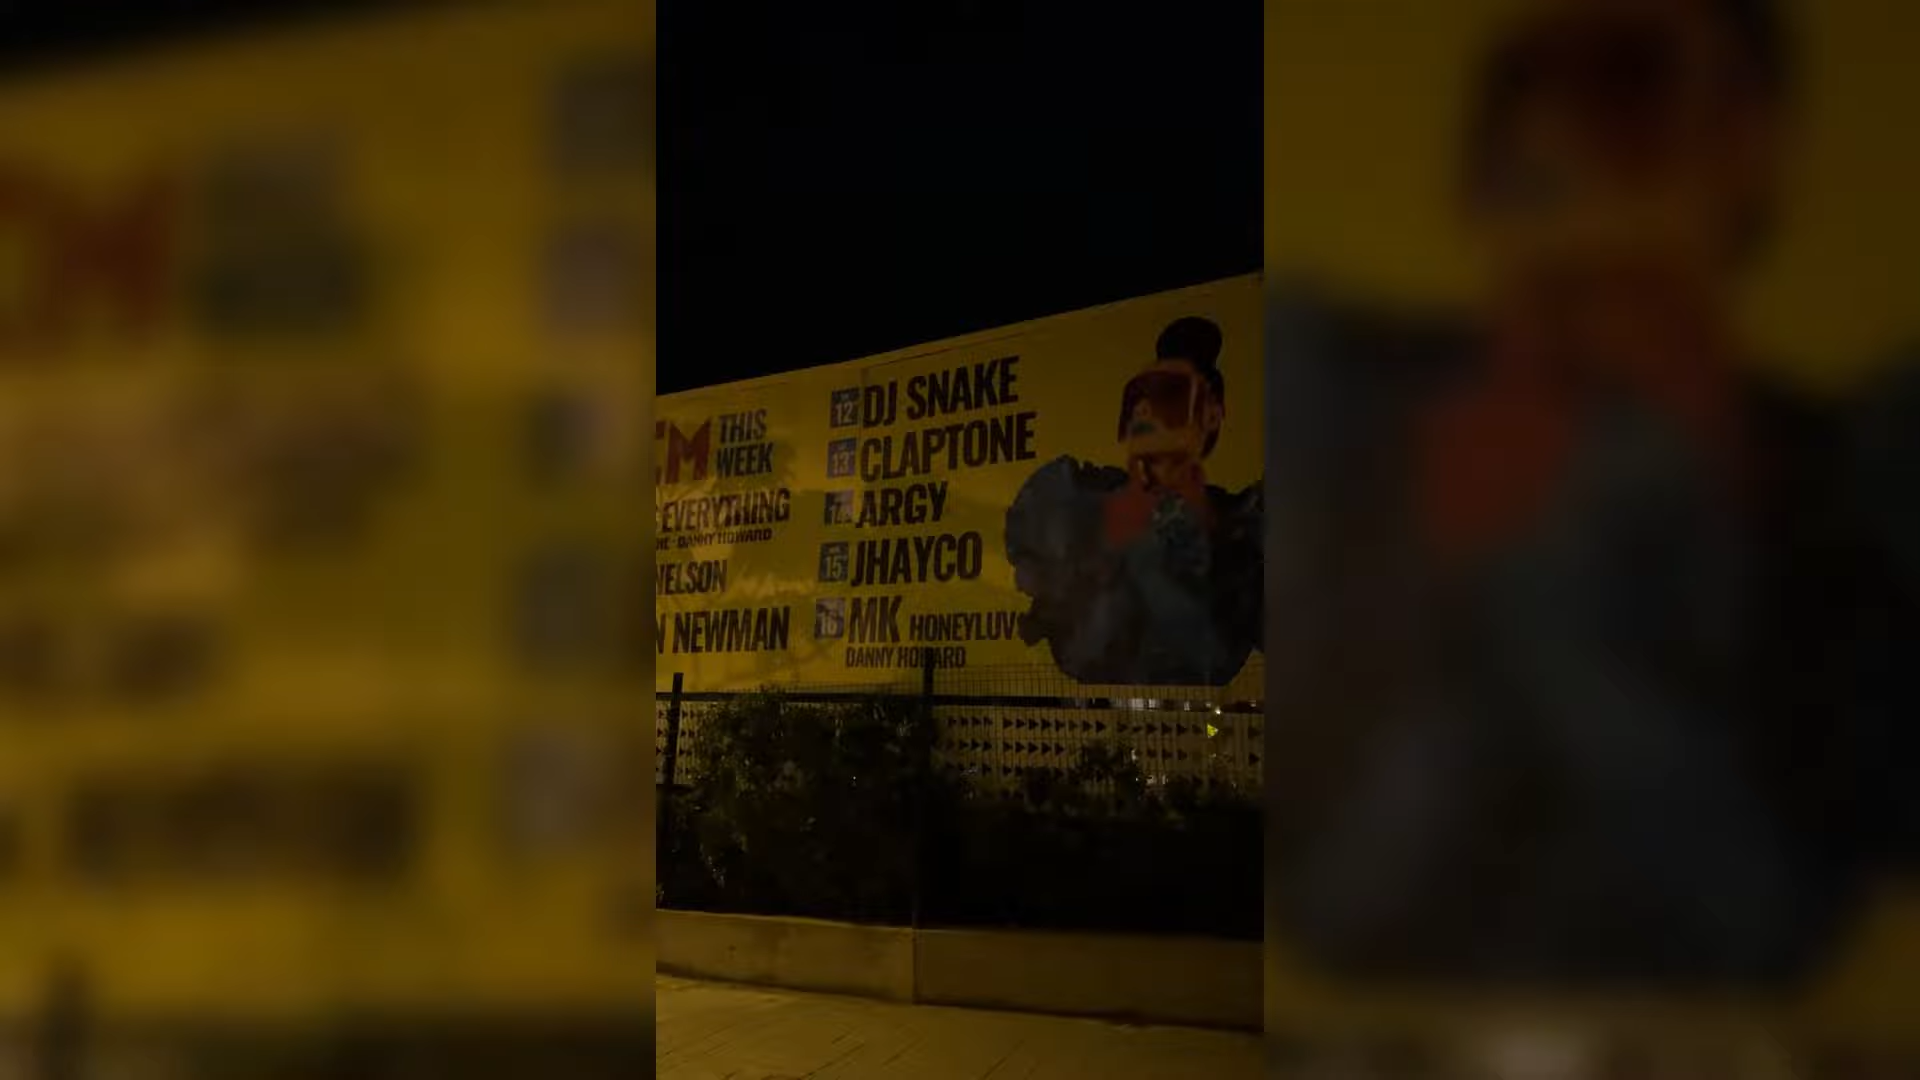 M THIS
WEEK
EVERYTHING
DANNY HOWARD
NELSON
N NEWMAN
12 DJ SNAKE
13 CLAPTONE
ARGY
15 JHAYCO
16 MK HONEYLUV
DANNY HOWARD